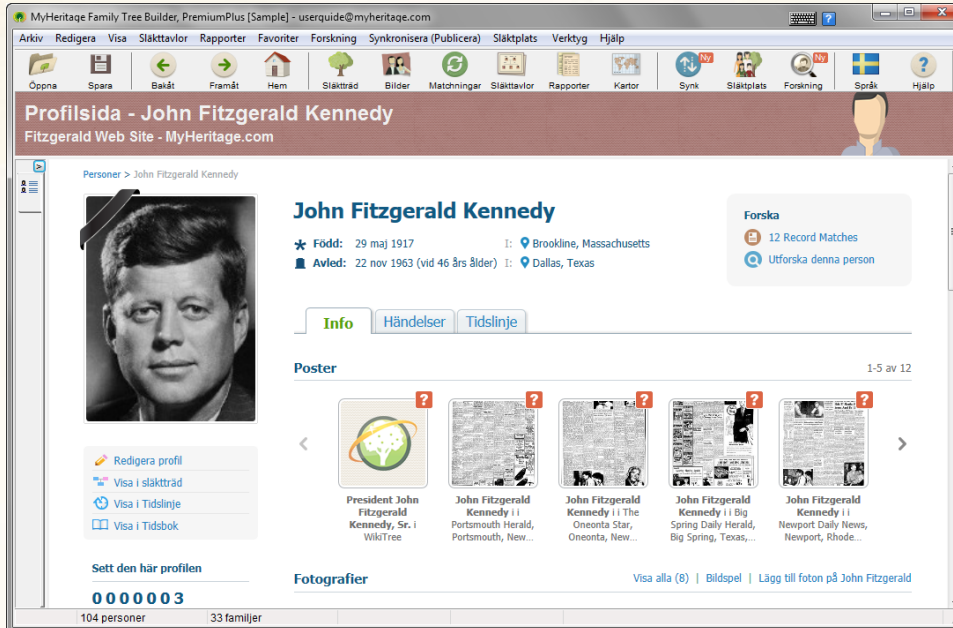 MyHeritage Family Tree Builder, PremiumPlus [Sample] - userguide@myheritage.com
Arkiv Redigera Visa Släkttavlor Rapporter Favoriter Forskning Synkronisera (Publicera) Släktplats Verktyg Hjälp
Ny Ny
Öppna Spara Bakåt Framåt Hem Släktträd Bilder Matchningar Släkttavlor Rapporter Kartor Synk Släktplats Forskning Språk Hjälp
Profilsida - John Fitzgerald Kennedy
Fitzgerald Web Site - MyHeritage.com
Personer > John Fitzgerald Kennedy
John Fitzgerald Kennedy
Född: 29 maj 1917 I: Brookline, Massachusetts
Avled: 22 nov 1963 (vid 46 års ålder) I: Dallas, Texas
Forska
12 Record Matches
Utforska denna person
Info Händelser Tidslinje
Poster 1-5 av 12
President John
Fitzgerald
Kennedy, Sr. i
WikiTree
John Fitzgerald
Kennedy i i
Portsmouth Herald,
Portsmouth, New...
John Fitzgerald
Kennedy i i The
Oneonta Star,
Oneonta, New...
John Fitzgerald
Kennedy i i Big
Spring Daily Herald,
Big Spring, Texas,...
John Fitzgerald
Kennedy i i
Newport Daily News,
Newport, Rhode...
Redigera profil
Visa i släktträd
Visa i Tidslinje
Visa i Tidsbok
Sett den här profilen
0000003
Fotografier Visa alla (8) | Bildspel | Lägg till foton på John Fitzgerald
104 personer 33 familjer